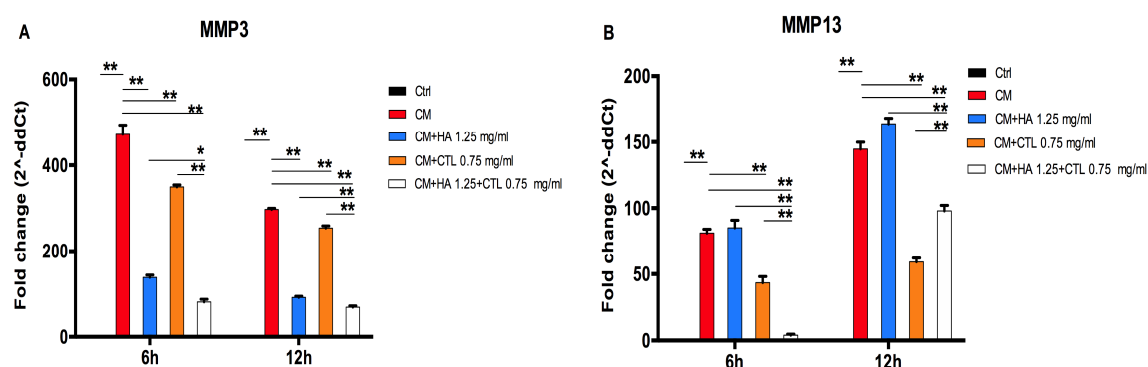 A
MMP3
Fold change (2^-ddCt)
600
400
200
0
**
**
**
**
*
**
**
**
**
**
**
**
6h
12h
Ctrl
CM
CM+HA 1.25 mg/ml
CM+CTL 0.75 mg/ml
CM+HA 1.25+CTL 0.75 mg/ml
B
MMP13
Fold change (2^-ddCt)
200
150
100
50
0
**
**
**
**
**
**
**
**
**
**
6h
12h
Ctrl
CM
CM+HA 1.25 mg/ml
CM+CTL 0.75 mg/ml
CM+HA 1.25+CTL 0.75 mg/ml